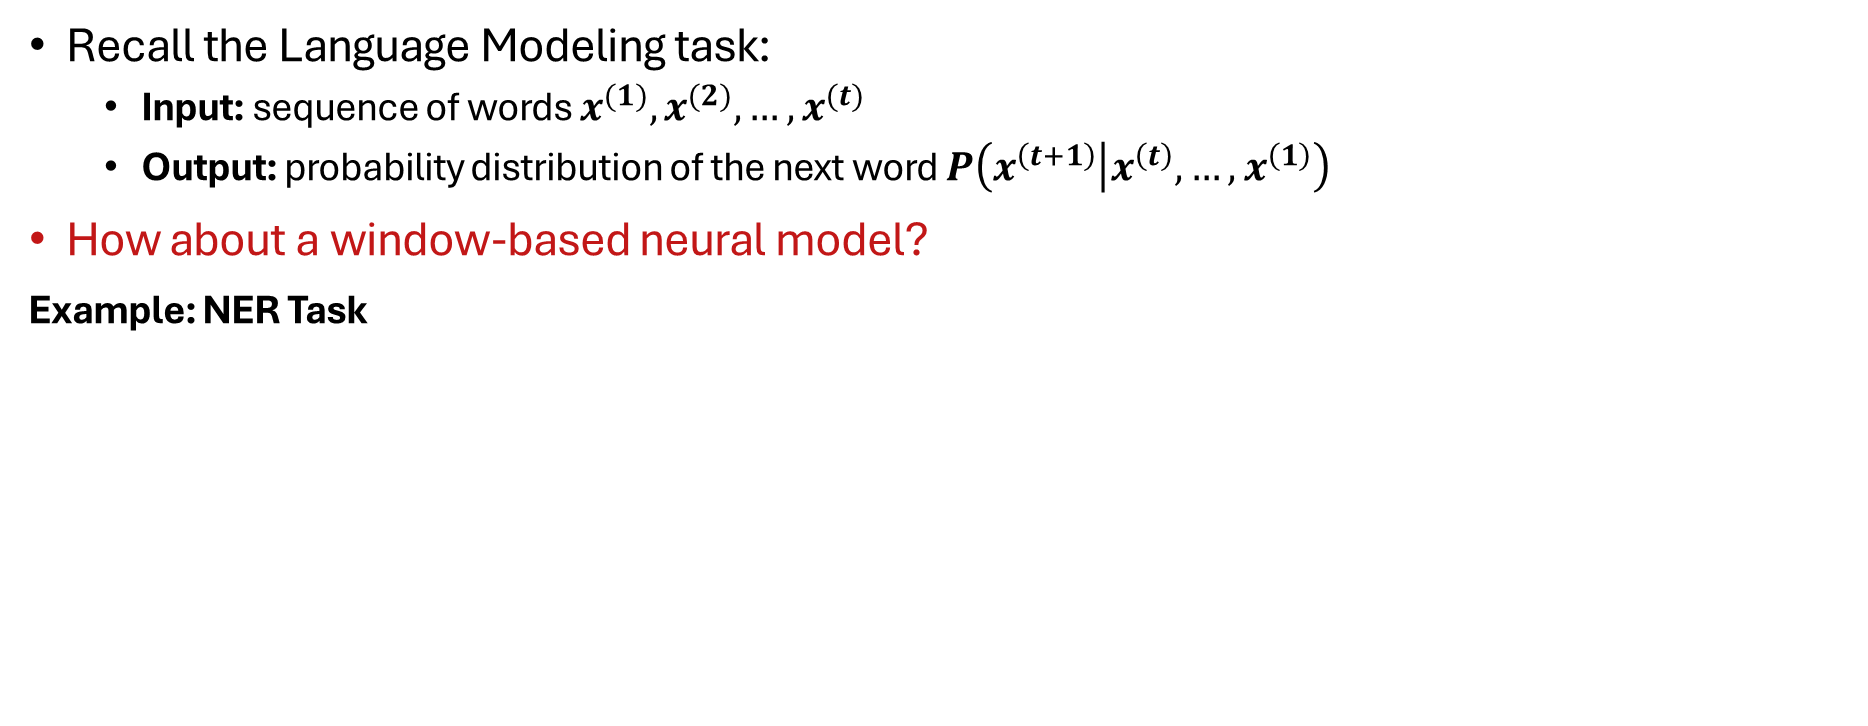 • Recall the Language Modeling task:
• Input: sequence of words x⁽¹⁾, x⁽²⁾, … , x⁽ᵗ⁾
• Output: probability distribution of the next word P(x⁽ᵗ⁺¹⁾|x⁽ᵗ⁾, … , x⁽¹⁾)
• How about a window-based neural model?
Example: NER Task